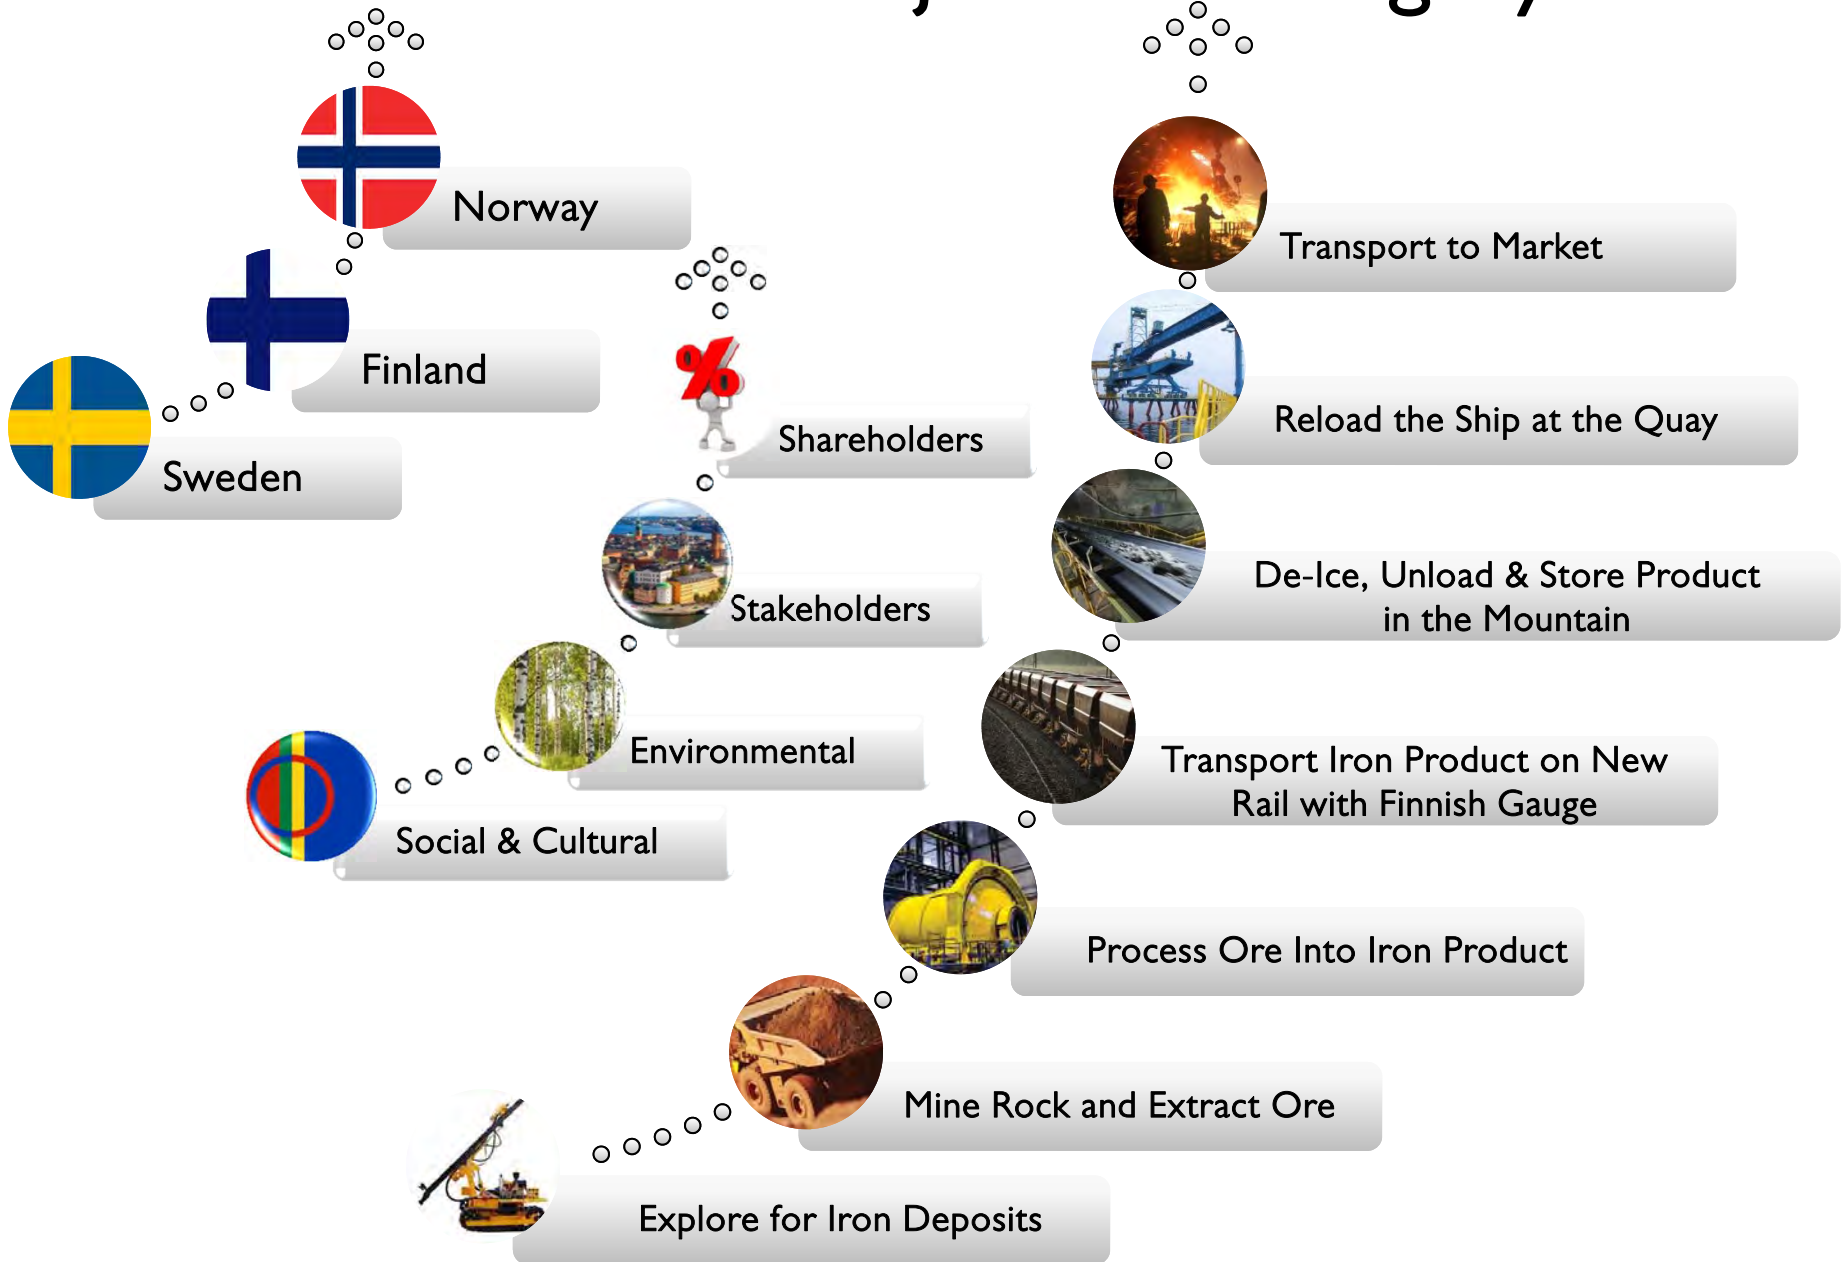 Norway
Finland
Sweden
Shareholders
Stakeholders
Environmental
Social & Cultural
Transport to Market
Reload the Ship at the Quay
De-Ice, Unload & Store Product
in the Mountain
Transport Iron Product on New
Rail with Finnish Gauge
Process Ore Into Iron Product
Mine Rock and Extract Ore
Explore for Iron Deposits